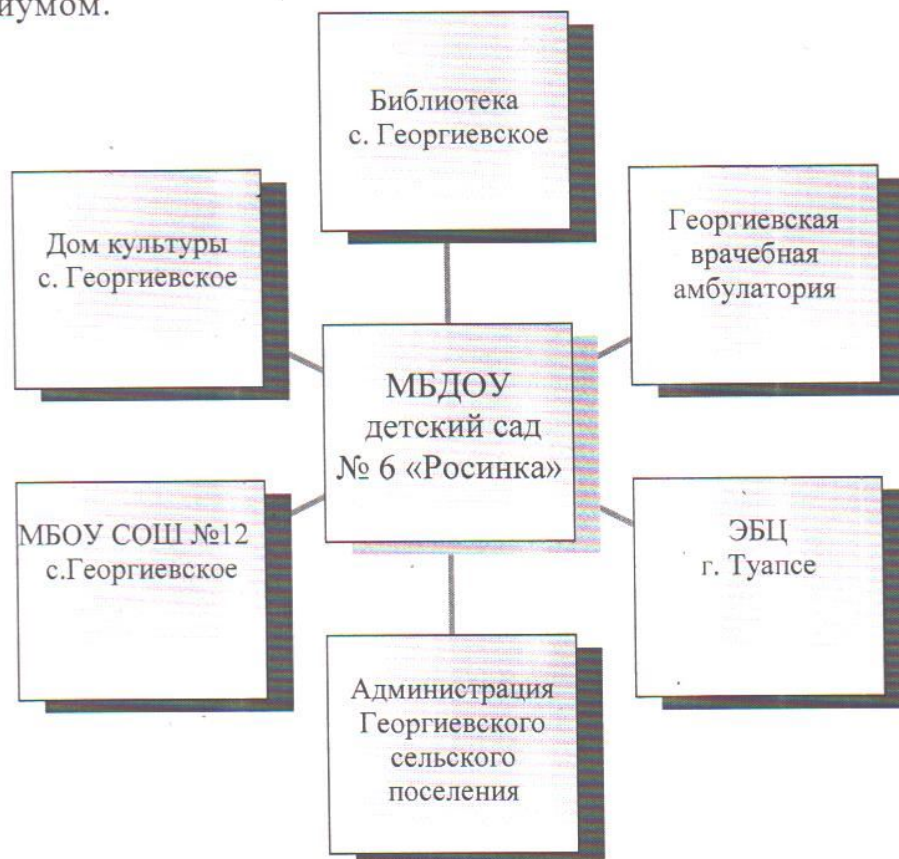 иумом.
Библиотека
с. Георгиевское
Дом культуры
с. Георгиевское
Георгиевская
врачебная
амбулатория
МБДОУ
детский сад
№ 6 «Росинка»
МБОУ СОШ №12
с.Георгиевское
ЭБЦ
г. Туапсе
Администрация
Георгиевского
сельского
поселения